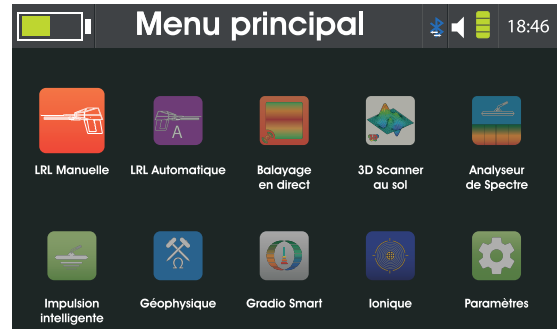 Menu principal
18:46
LRL Manuelle
LRL Automatique
Balayage
en direct
3D Scanner
au sol
Analyseur
de Spectre
A
Ω
Impulsion
intelligente
Géophysique
Gradio Smart
Ionique
Paramètres